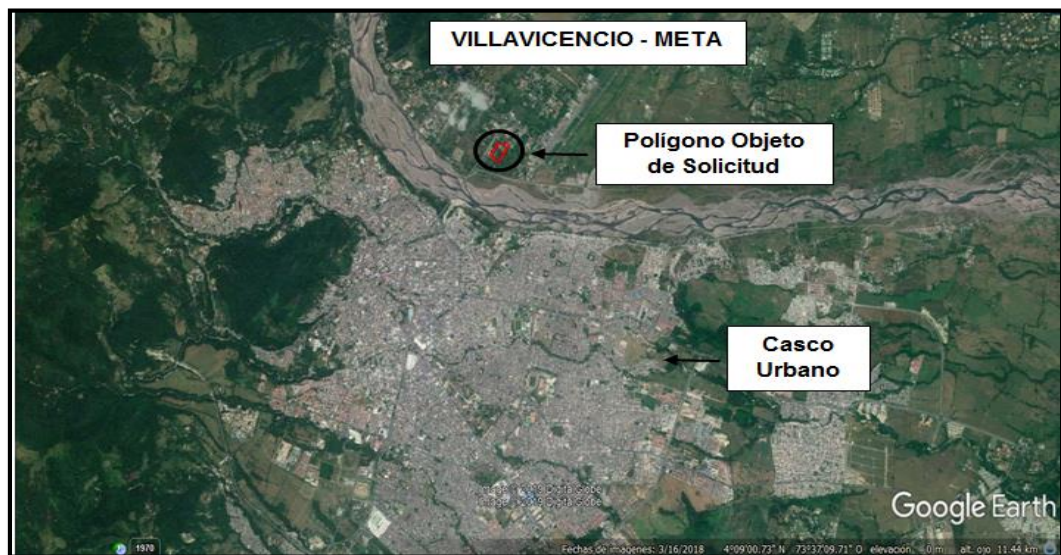 VILLAVICENCIO - META
Polígono Objeto
de Solicitud
Casco
Urbano
Google Earth
1970
Fechas de imágenes: 3/16/2018 4°09'00.73" N 73°37'09.71" O elevación 0 m alt. ojo 11.44 km